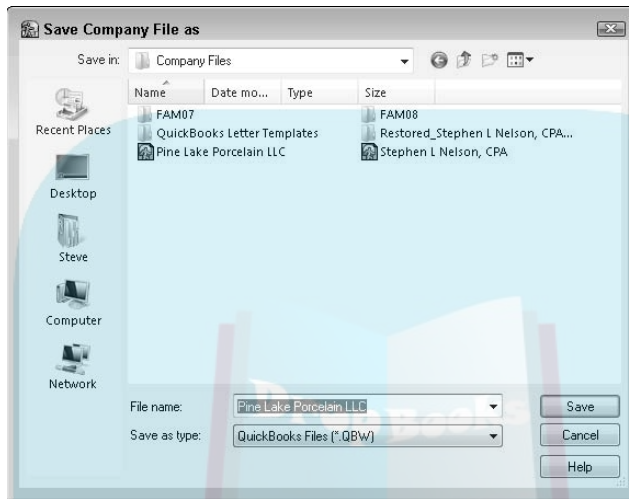 Save Company File as
Save in: Company Files
Name Date mo... Type Size
FAM07 FAM08
QuickBooks Letter Templates Restored_Stephen L Nelson, CPA...
Pine Lake Porcelain LLC Stephen L Nelson, CPA
Recent Places
Desktop
Steve
Computer
Network
File name: Pine Lake Porcelain LLC Save
Save as type: QuickBooks Files (*.QBW) Cancel
Help
DropBooks